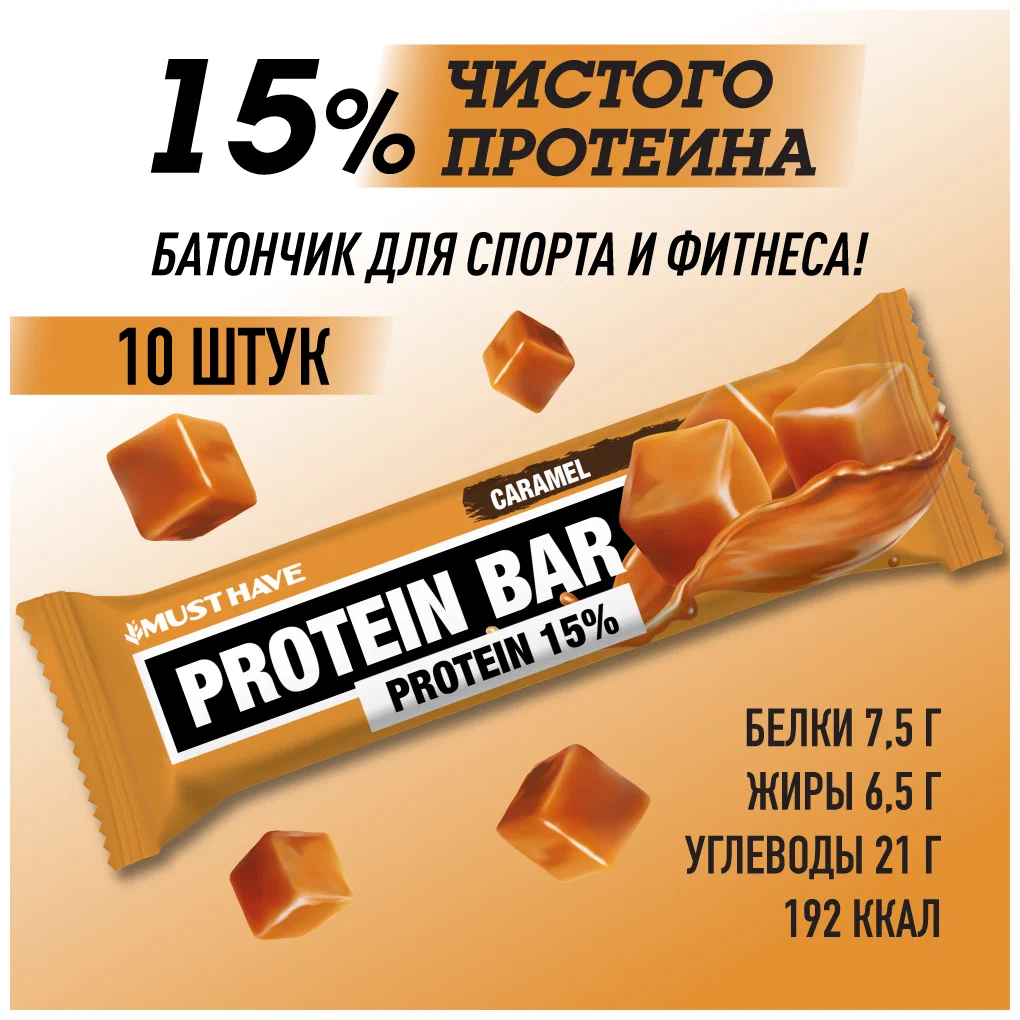 15%
ЧИСТОГО
ПРОТЕИНА
БАТОНЧИК ДЛЯ СПОРТА И ФИТНЕСА!
10 ШТУК
CARAMEL
MUST HAVE
PROTEIN BAR
PROTEIN 15%
БЕЛКИ 7,5 Г
ЖИРЫ 6,5 Г
УГЛЕВОДЫ 21 Г
192 ККАЛ